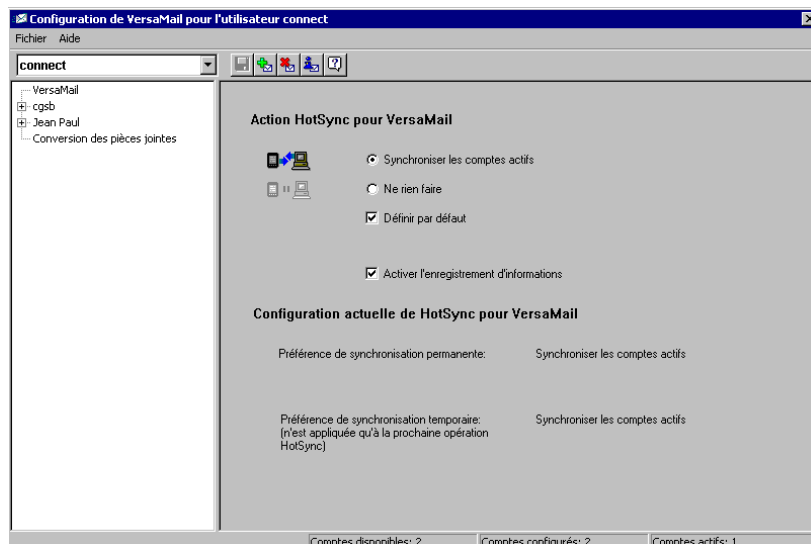 Configuration de VersaMail pour l'utilisateur connect
Fichier Aide
connect
VersaMail
cgsb
Jean Paul
Conversion des pièces jointes
Action HotSync pour VersaMail
Synchroniser les comptes actifs
Ne rien faire
Définir par défaut
Activer l'enregistrement d'informations
Configuration actuelle de HotSync pour VersaMail
Préférence de synchronisation permanente: Synchroniser les comptes actifs
Préférence de synchronisation temporaire: Synchroniser les comptes actifs
(n'est appliquée qu'à la prochaine opération
HotSync)
Comptes disponibles: 2 Comptes configurés: 2 Comptes actifs: 1